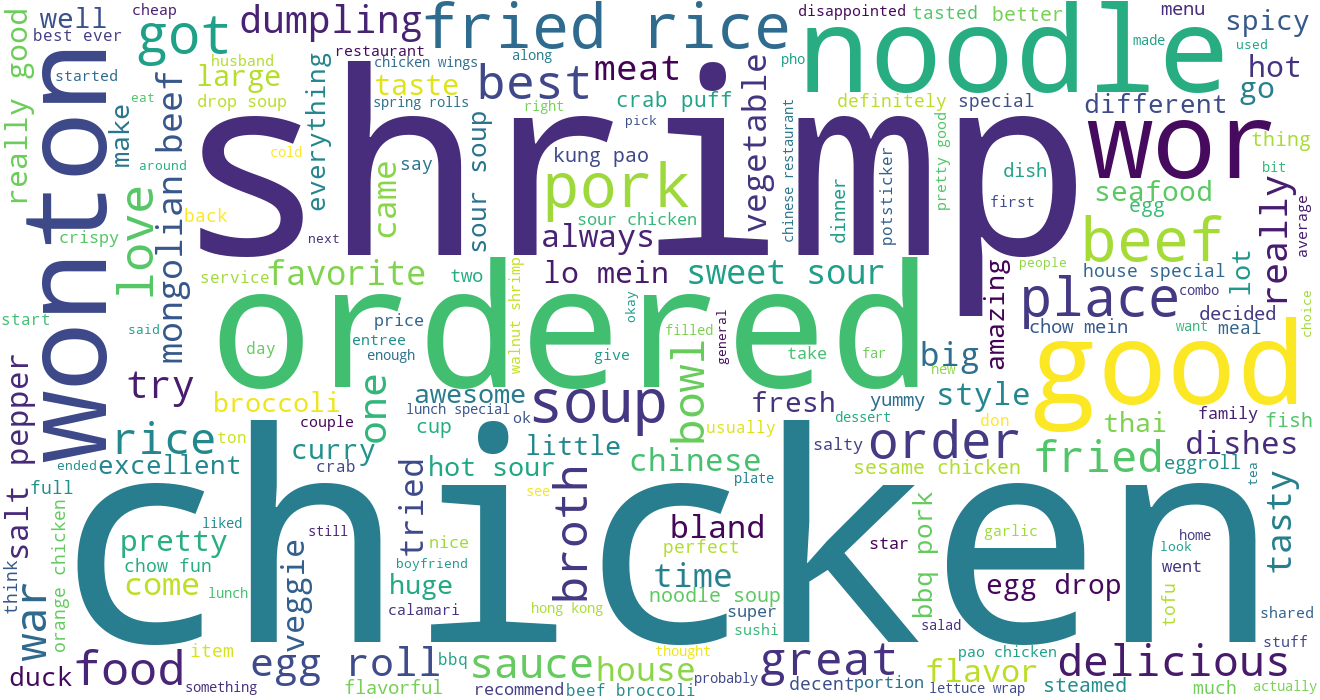 cheap
dumpling
fried rice
noodle
disappointed
tasted
better
menu
spicy
well
best ever
got
restaurant
chicken wings
along
pho
made
used
really good
started
husband
large
drop soup
everything
taste
spring rolls
best
meat
crab puff
right
pick
vegetable
definitely
special
different
hot
go
wonton
make
mongolian beef
eat
around
cold
shrimp
say
came
sour soup
kung pao
pork
sour chicken
chinese restaurant
dinner
potsticker
pretty good
dish
first
wor
seafood
egg
thing
bit
love
back
crispy
next
always
beef
really
average
service
favorite
two
lo mein
sweet sour
walnut shrimp
okay
amazing
people
house special
lot
place
combo
decided
start
said
day
ordered
price
entree
enough
filled
give
general
take
far
new
chow mein
want
meal
choice
big
good
pepper
try
one
awesome
bowl
soup
fresh
yummy
style
broccoli
couple
lunch special
ok
cup
usually
dessert
don
family
fish
thai
rice
ton
curry
little
salty
order
dishes
ended
excellent
crab
hot sour
chinese
plate
sesame chicken
fried
eggroll
tea
tasty
full
salt
war
think
orange chicken
chicken
liked
still
tried
see
broth
bland
star
garlic
look
home
pretty
nice
perfect
went
chow fun
boyfriend
time
come
lunch
veggie
huge
noodle soup
bbq pork
egg drop
tofu
calamari
hong kong
super
sushi
salad
shared
stuff
item
thought
pao chicken
duck
food
something
egg roll
bbq
flavorful
sauce
recommend
house
beef broccoli
probably
great
decent
portion
flavor
lettuce wrap
steamed
delicious
much
actually